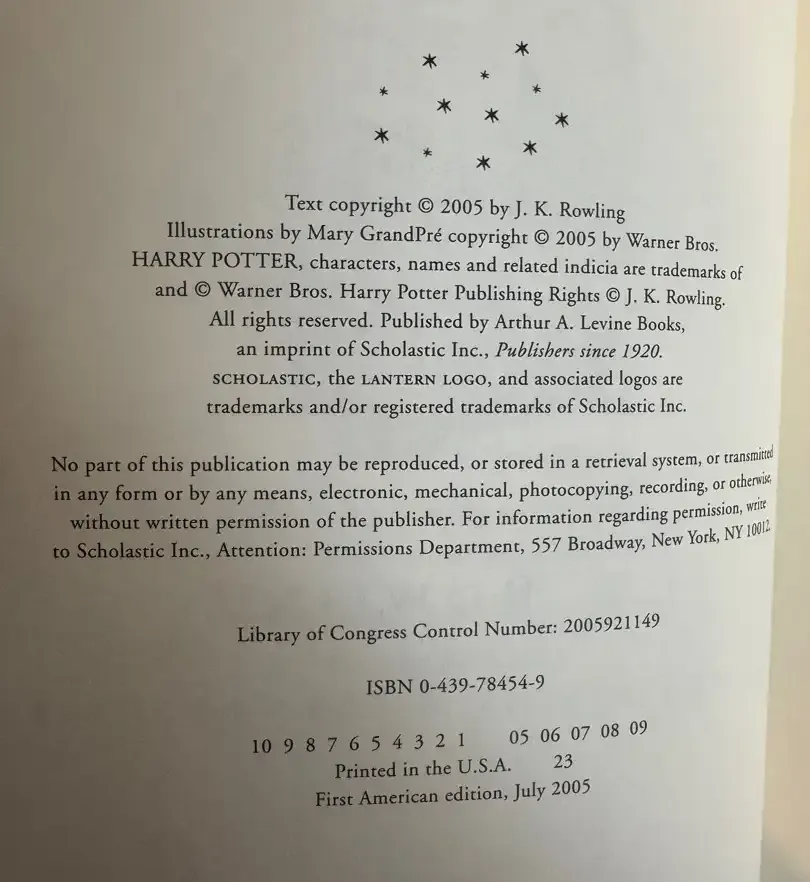 Text copyright © 2005 by J. K. Rowling
Illustrations by Mary GrandPré copyright © 2005 by Warner Bros.
HARRY POTTER, characters, names and related indicia are trademarks of
and © Warner Bros. Harry Potter Publishing Rights © J. K. Rowling.
All rights reserved. Published by Arthur A. Levine Books,
an imprint of Scholastic Inc., Publishers since 1920.
SCHOLASTIC, the LANTERN LOGO, and associated logos are
trademarks and/or registered trademarks of Scholastic Inc.
No part of this publication may be reproduced, or stored in a retrieval system, or transmitted
in any form or by any means, electronic, mechanical, photocopying, recording, or otherwise,
without written permission of the publisher. For information regarding permission, write
to Scholastic Inc., Attention: Permissions Department, 557 Broadway, New York, NY 10012.
Library of Congress Control Number: 2005921149
ISBN 0-439-78454-9
10 9 8 7 6 5 4 3 2 1 05 06 07 08 09
Printed in the U.S.A. 23
First American edition, July 2005